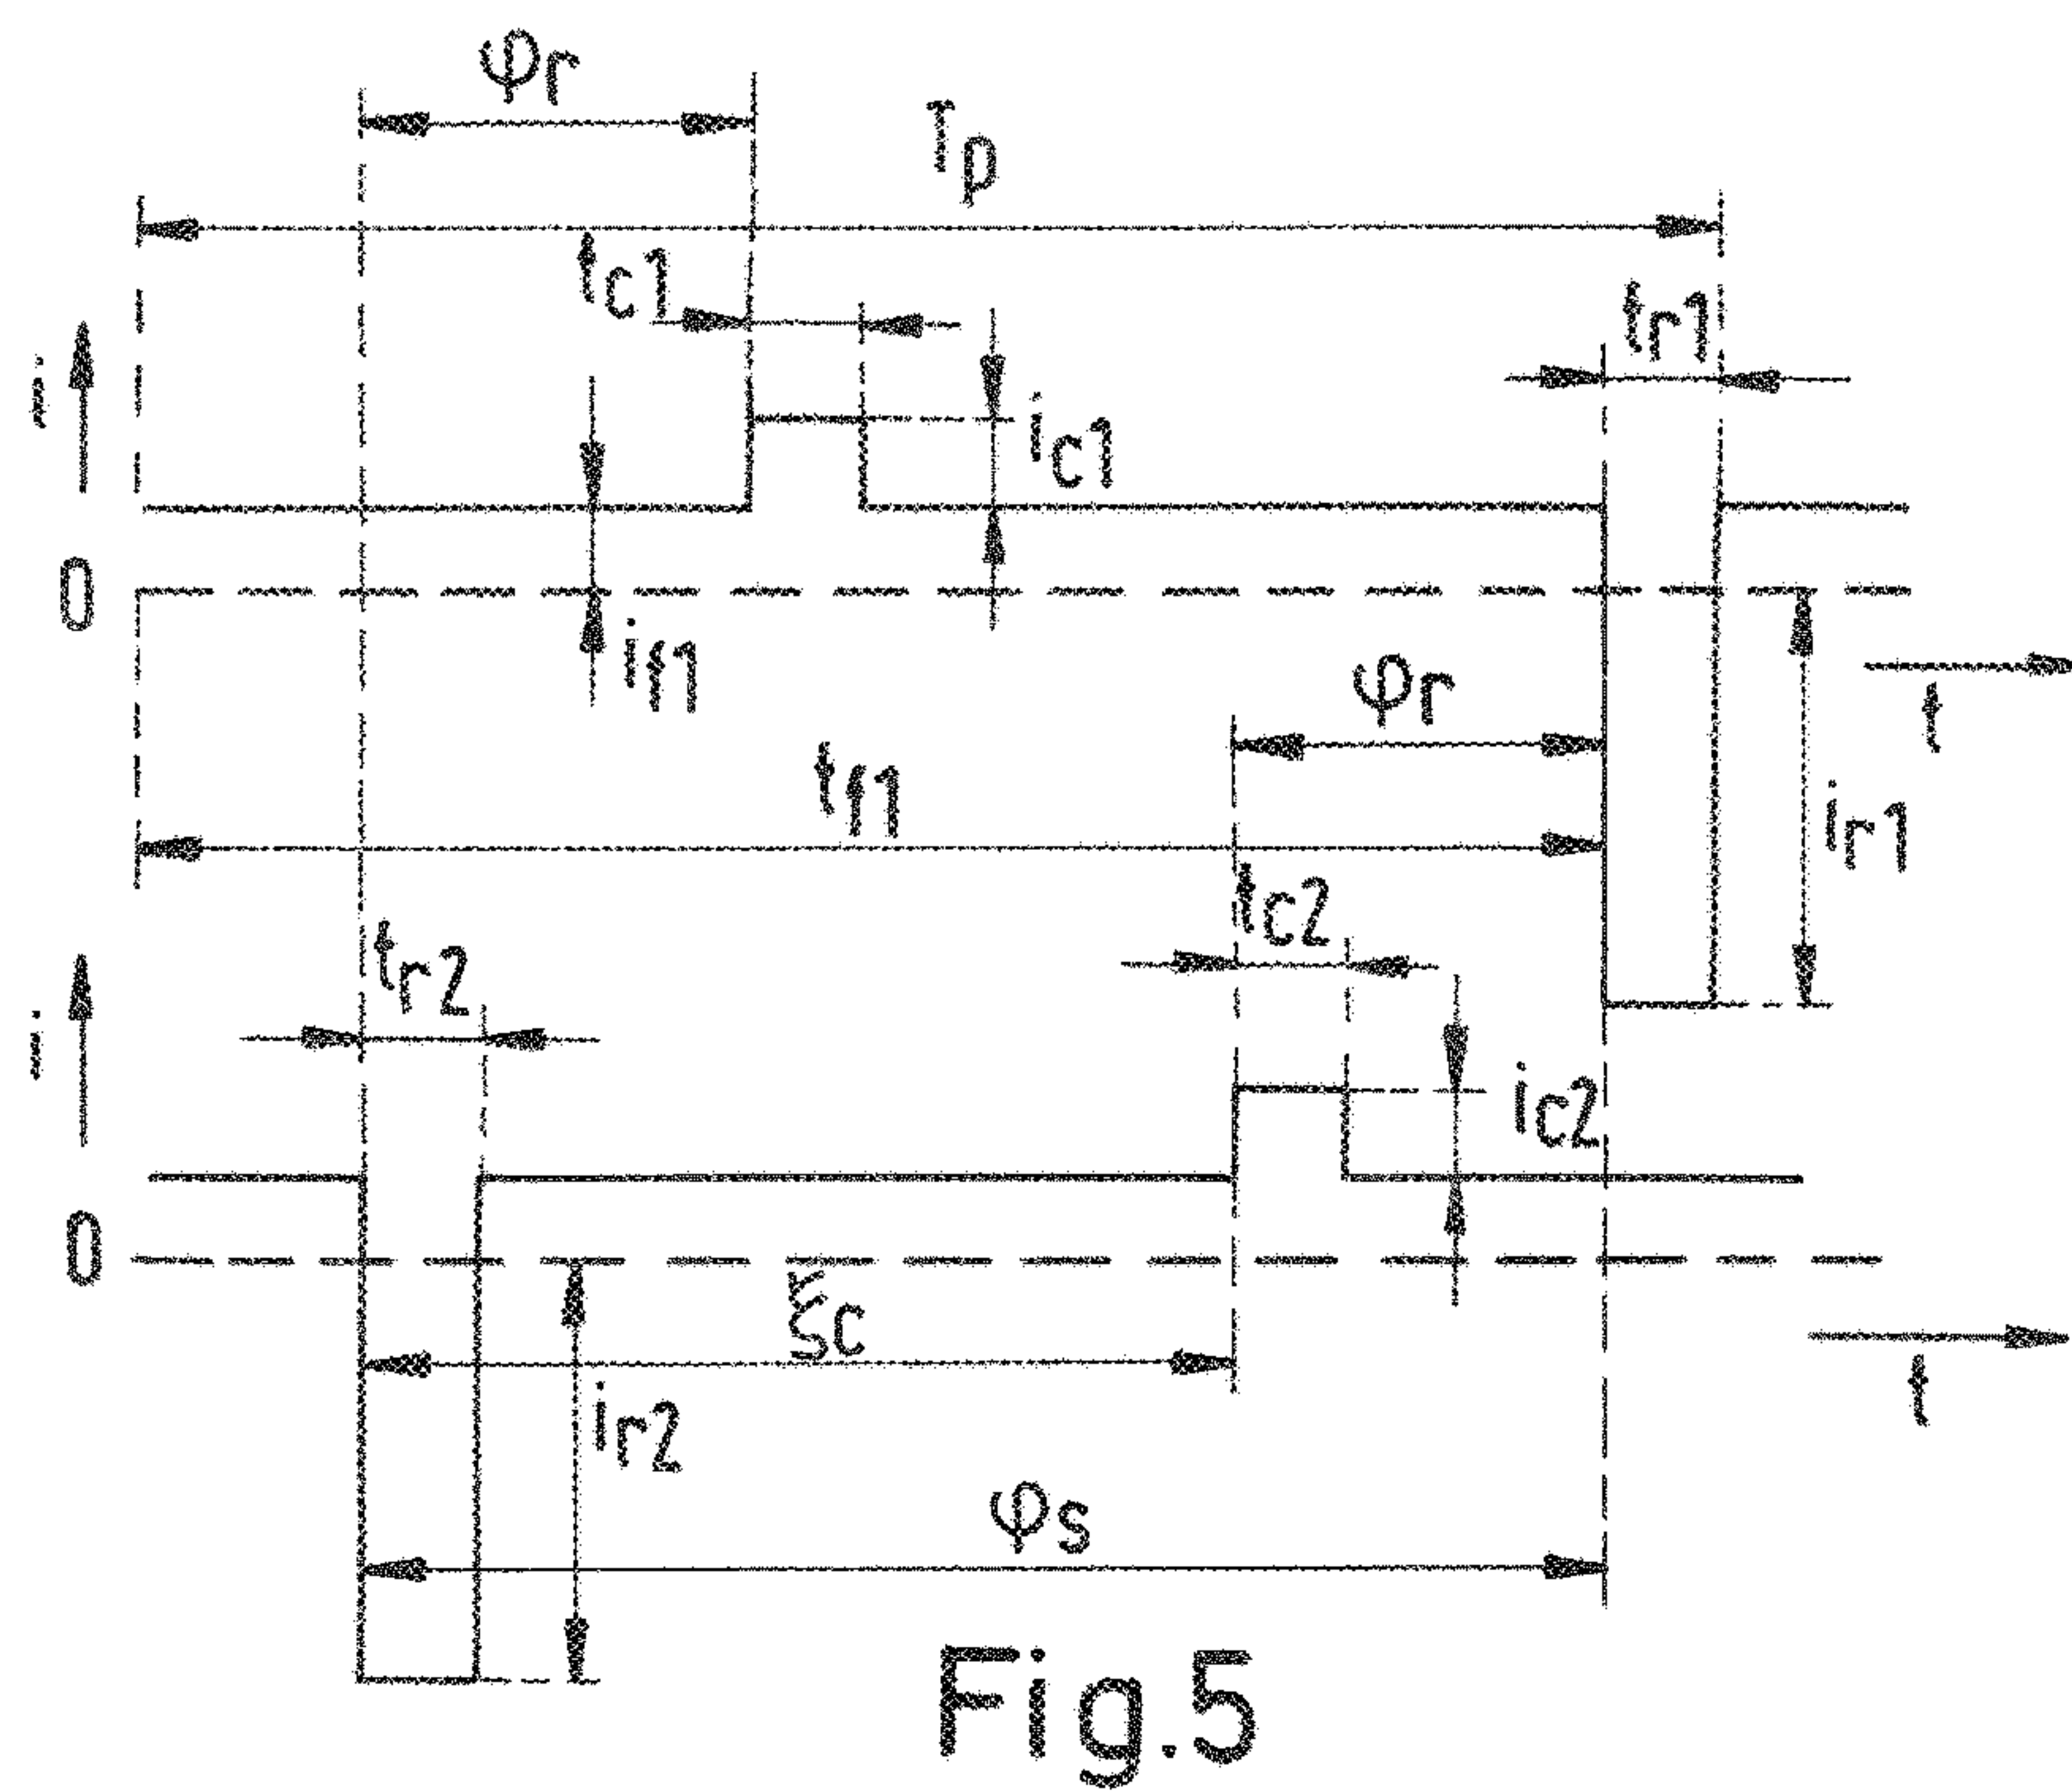 φr
Tp
tc1
tr1
i
ic1
0
if1
φr
t
tf1
ir1
tc2
tr2
i
ic2
0
ξc
t
ir2
φs
Fig.5